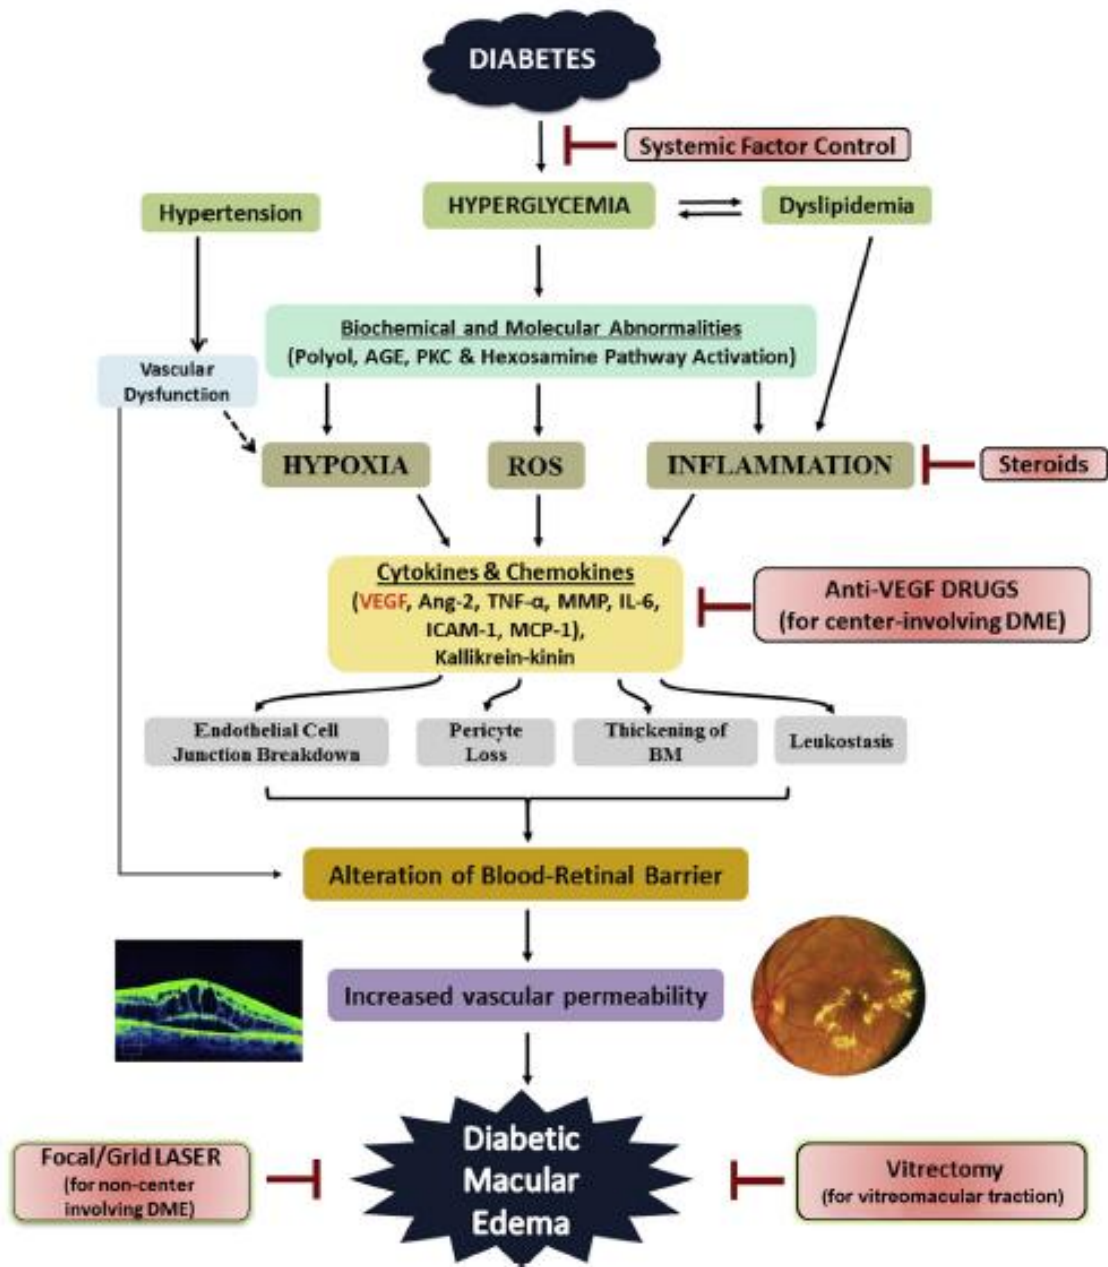 DIABETES
Systemic Factor Control
Hypertension
HYPERGLYCEMIA
Dyslipidemia
Biochemical and Molecular Abnormalities
(Polyol, AGE, PKC & Hexosamine Pathway Activation)
Vascular
Dysfunction
HYPOXIA
ROS
INFLAMMATION
Steroids
Cytokines & Chemokines
(VEGF, Ang-2, TNF-α, MMP, IL-6,
ICAM-1, MCP-1),
Kallikrein-kinin
Anti-VEGF DRUGS
(for center-involving DME)
Endothelial Cell
Junction Breakdown
Pericyte
Loss
Thickening of
BM
Leukostasis
Alteration of Blood-Retinal Barrier
Increased vascular permeability
Diabetic
Macular
Edema
Focal/Grid LASER
(for non-center
involving DME)
Vitrectomy
(for vitreomacular traction)